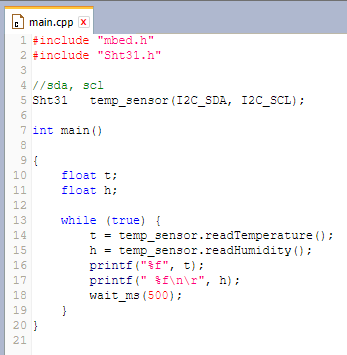 main.cpp x
1 #include "mbed.h"
2 #include "Sht31.h"
3
4 //sda, scl
5 Sht31   temp_sensor(I2C_SDA, I2C_SCL);
6
7 int main()
8
9 {
10     float t;
11     float h;
12
13     while (true) {
14         t = temp_sensor.readTemperature();
15         h = temp_sensor.readHumidity();
16         printf("%f", t);
17         printf(" %f\n\r", h);
18         wait_ms(500);
19     }
20 }
21